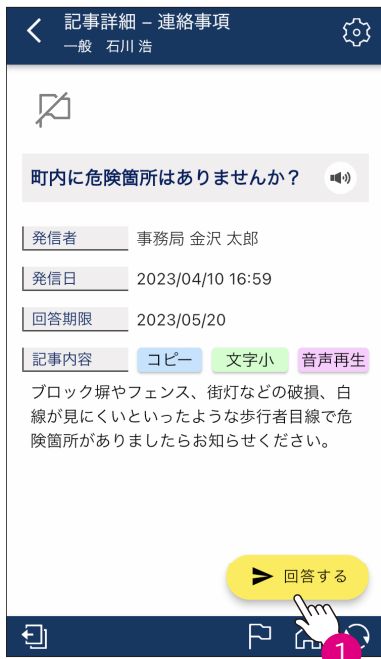 記事詳細 – 連絡事項
一般 石川 浩
町内に危険箇所はありませんか？
発信者 事務局 金沢 太郎
発信日 2023/04/10 16:59
回答期限 2023/05/20
記事内容 コピー 文字小 音声再生
ブロック塀やフェンス、街灯などの破損、白
線が見にくいといったような歩行者目線で危
険箇所がありましたらお知らせください。
回答する
1